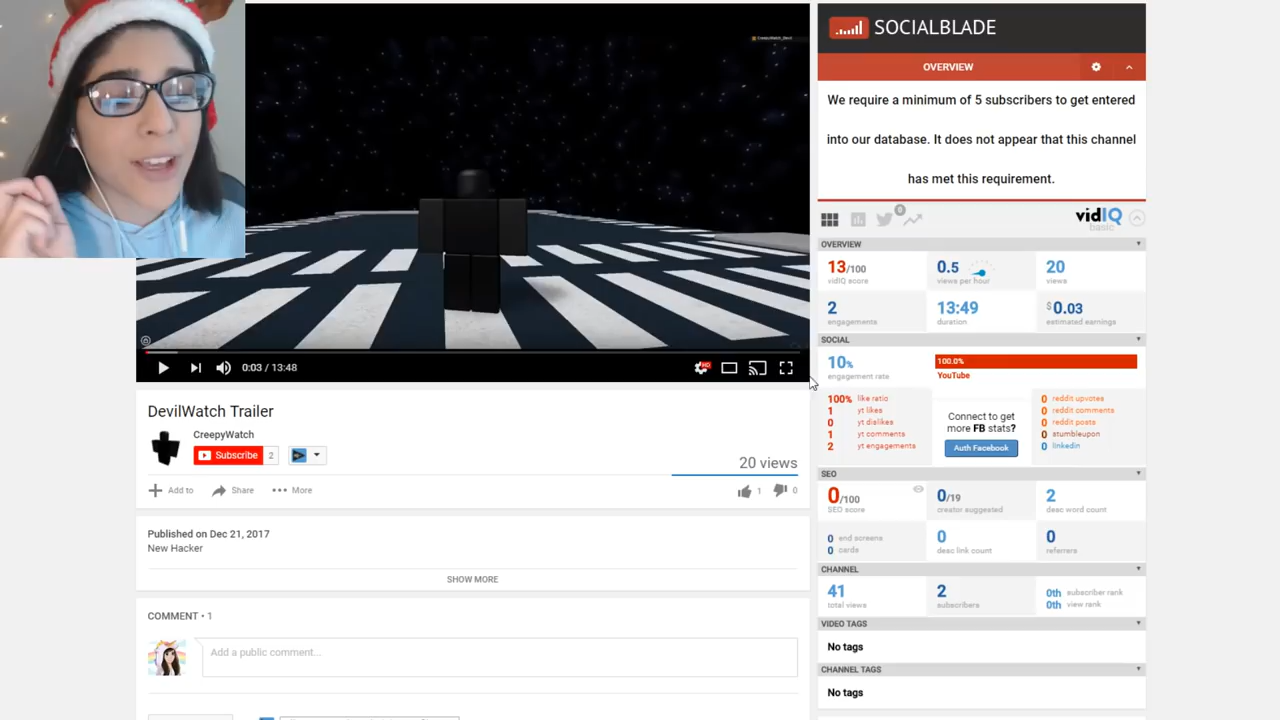 CreepyWatch_Devil
SOCIALBLADE
OVERVIEW
We require a minimum of 5 subscribers to get entered
into our database. It does not appear that this channel
has met this requirement.
0
vidIQ
basic
OVERVIEW
13/100
vidIQ score
0.5
views per hour
20
views
2
engagements
13:49
duration
$0.03
estimated earnings
SOCIAL
10%
engagement rate
100.0%
YouTube
100% like ratio
1 yt likes
0 yt dislikes
1 yt comments
2 yt engagements
Connect to get
more FB stats?
Auth Facebook
0 reddit upvotes
0 reddit comments
0 reddit posts
0 stumbleupon
0 linkedin
SEO
0/100
SEO score
0/19
creator suggested
2
desc word count
0 end screens
0 cards
0
desc link count
0
referrers
CHANNEL
41
total views
2
subscribers
0th subscriber rank
0th view rank
VIDEO TAGS
No tags
CHANNEL TAGS
No tags
0:03 / 13:48
HD
DevilWatch Trailer
CreepyWatch
Subscribe 2
20 views
Add to
Share
More
1
0
Published on Dec 21, 2017
New Hacker
SHOW MORE
COMMENT • 1
Add a public comment...